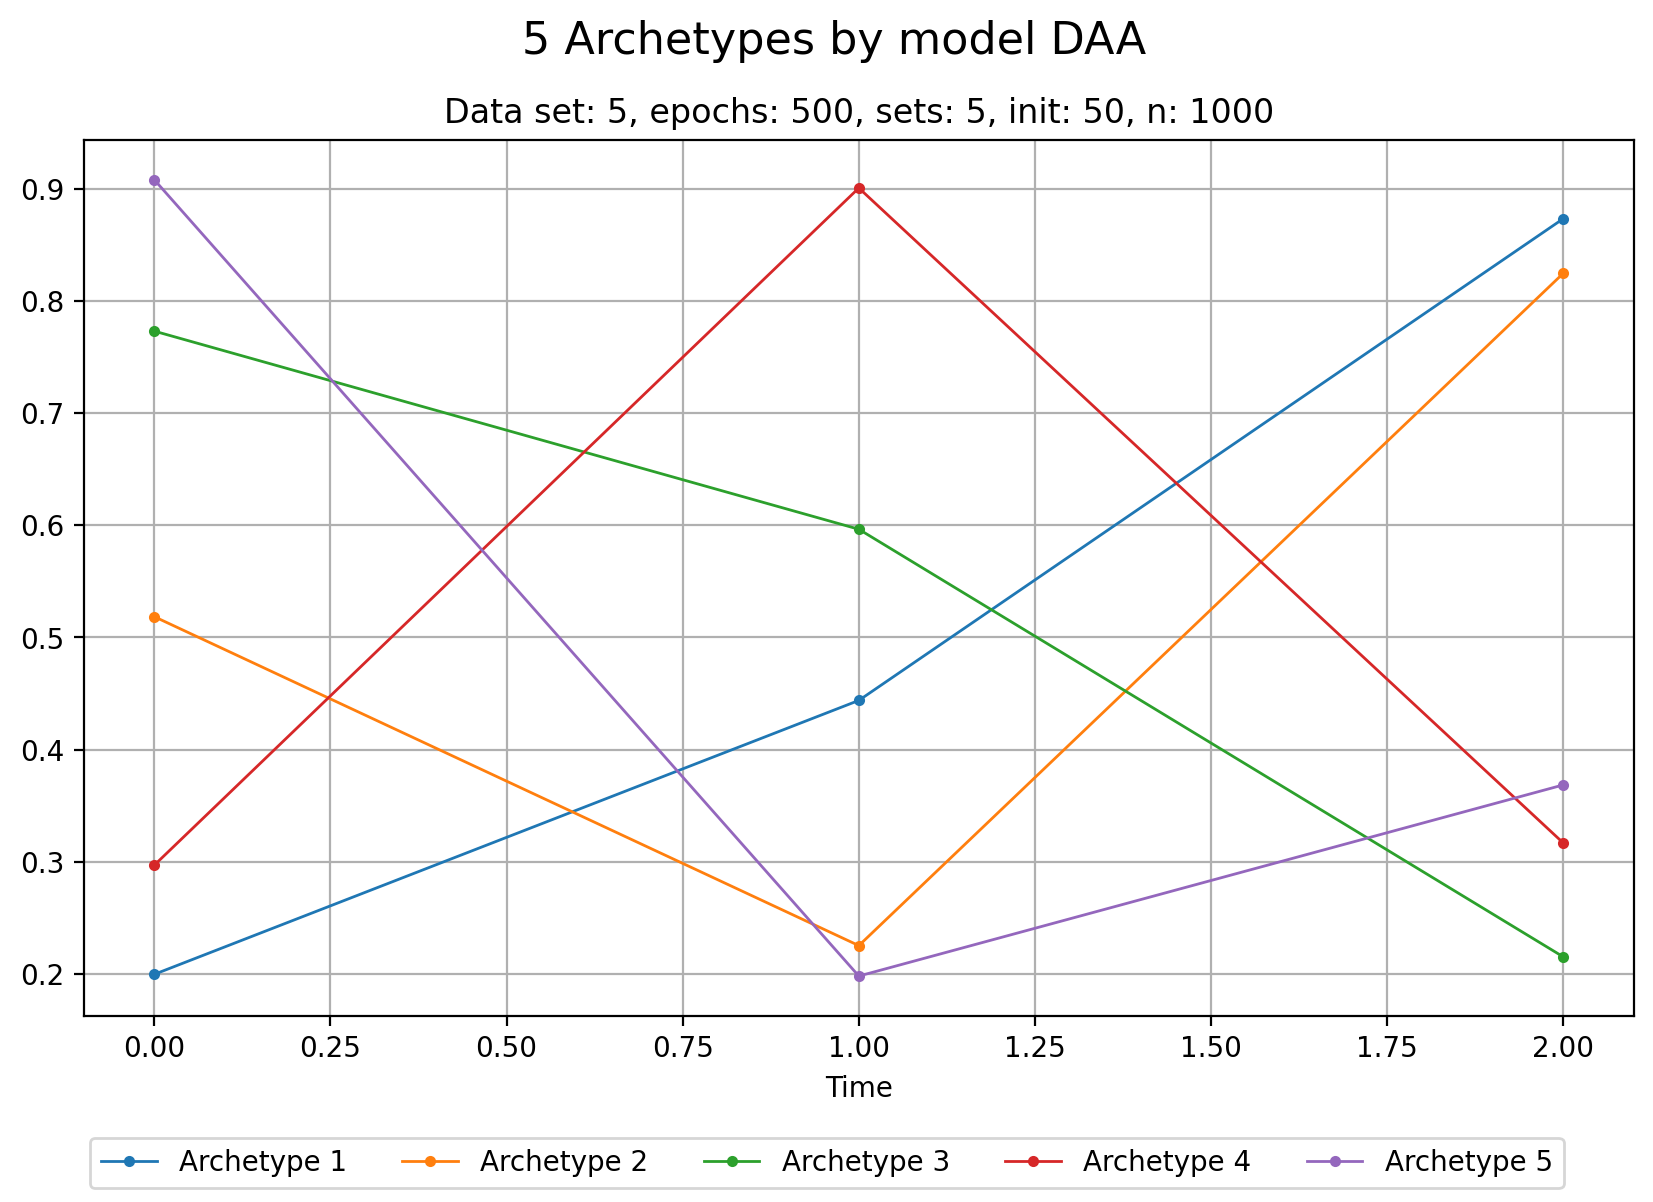 5 Archetypes by model DAA
Data set: 5, epochs: 500, sets: 5, init: 50, n: 1000
0.9
0.8
0.7
0.6
0.5
0.4
0.3
0.2
0.00 0.25 0.50 0.75 1.00 1.25 1.50 1.75 2.00
Time
Archetype 1 Archetype 2 Archetype 3 Archetype 4 Archetype 5